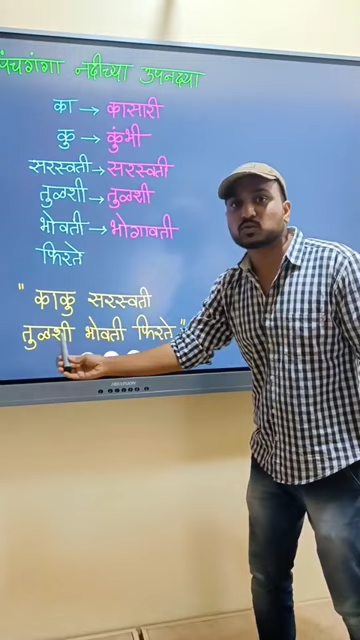 पंचगंगा नदीच्या उपनद्या
का → कासारी
कु → कुंभी
सरस्वती → सरस्वती
तुळशी → तुळशी
भोवती → भोगावती
फिरते
"काकु सरस्वती
तुळशी भोवती फिरते"